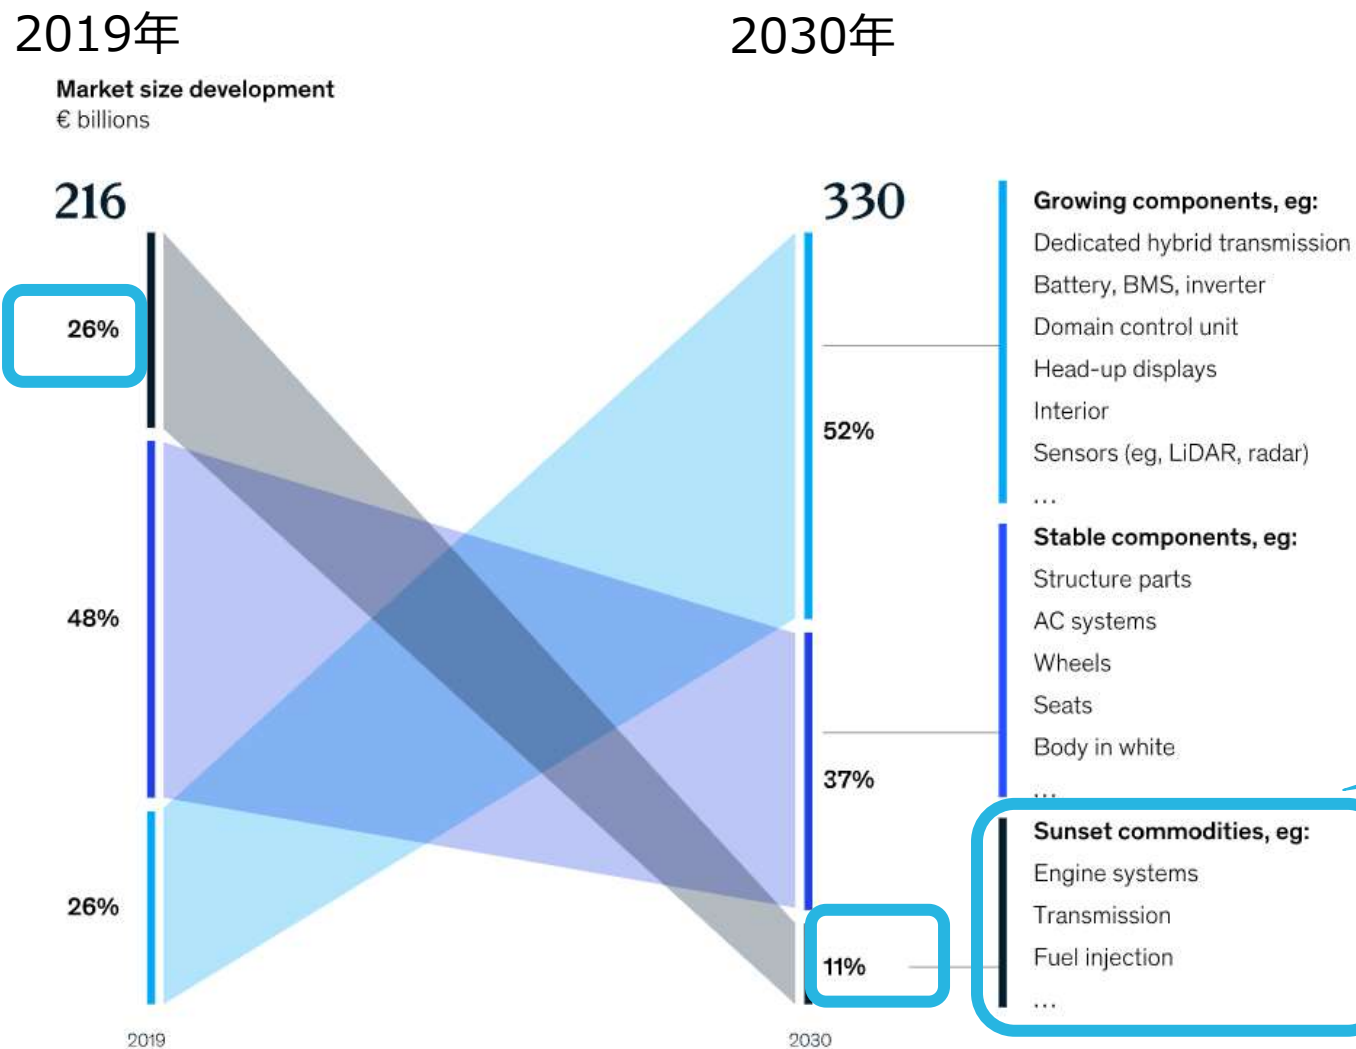 2019年
2030年
Market size development
€ billions
216
26%
48%
26%
2019
330
52%
37%
11%
2030
Growing components, eg:
Dedicated hybrid transmission
Battery, BMS, inverter
Domain control unit
Head-up displays
Interior
Sensors (eg, LiDAR, radar)
...
Stable components, eg:
Structure parts
AC systems
Wheels
Seats
Body in white
...
Sunset commodities, eg:
Engine systems
Transmission
Fuel injection
...